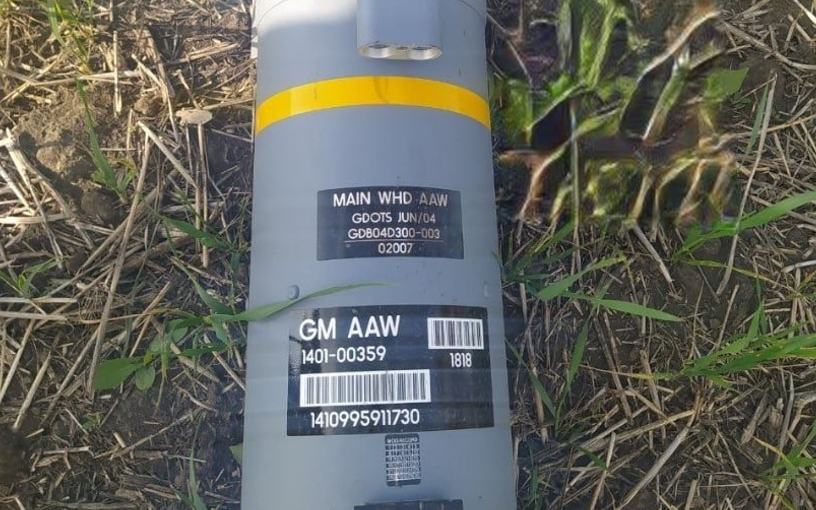 MAIN WHD AAW
GDOTS JUN/04
GDB04D300-003
02007
GM AAW
1401-00359
1818
1410995911730